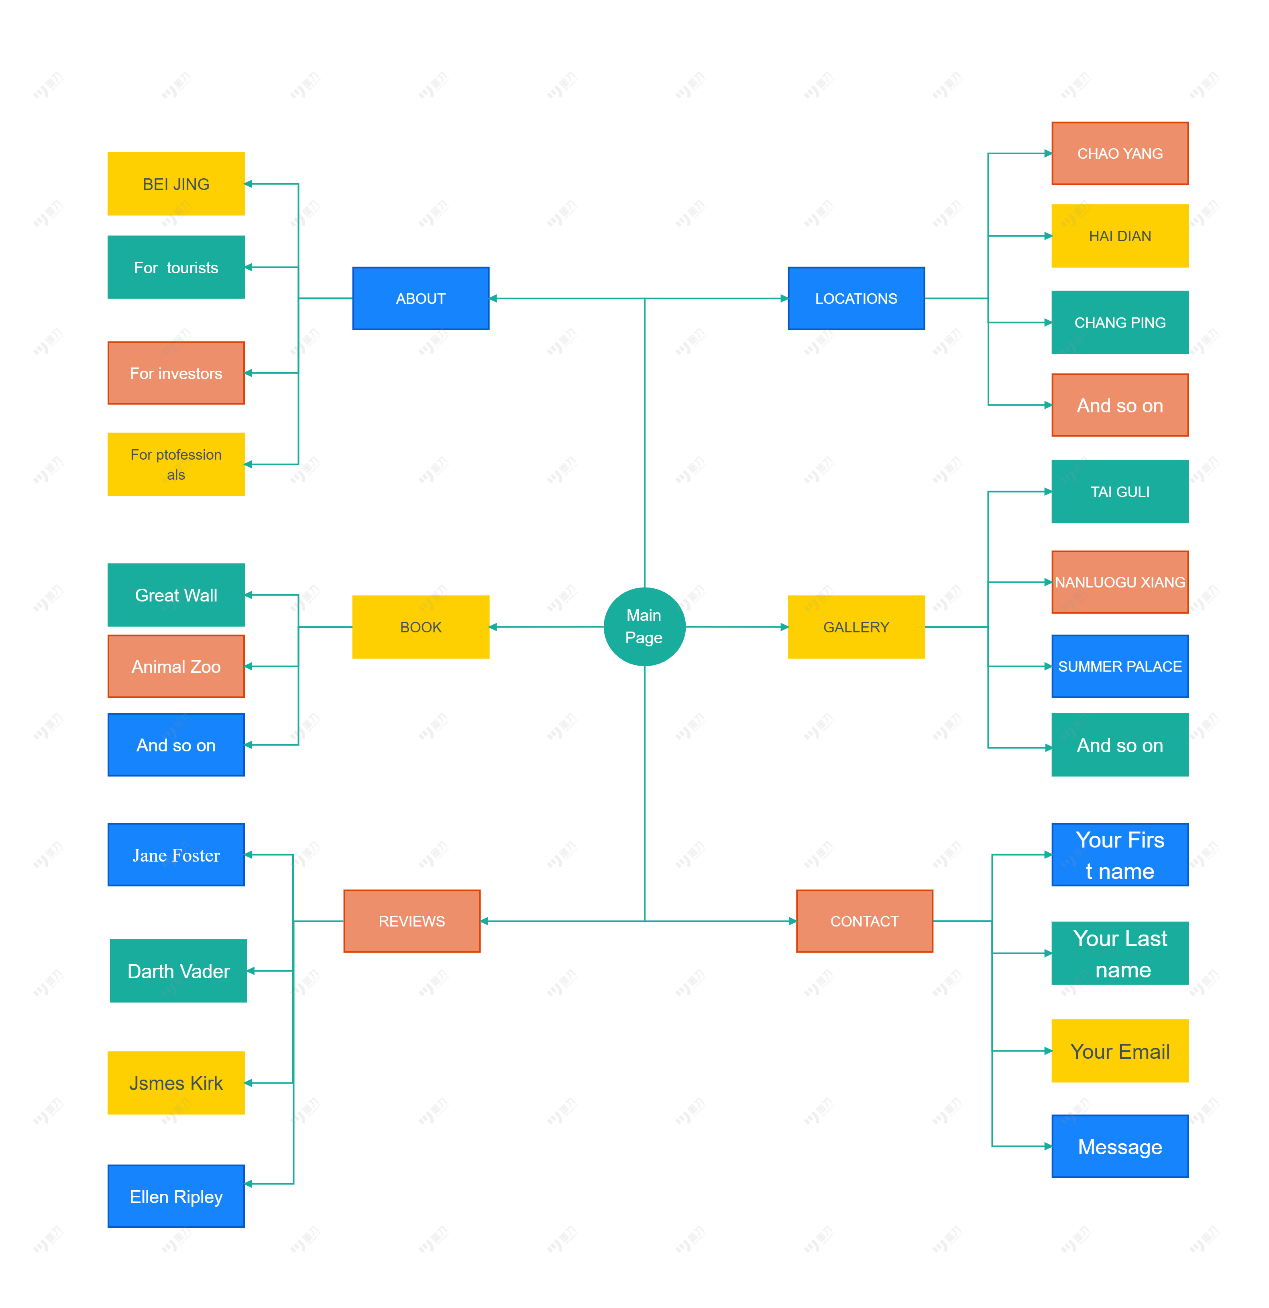 CHAO YANG
BEI JING
HAI DIAN
For  tourists
ABOUT
LOCATIONS
CHANG PING
For investors
And so on
For ptofession
als
TAI GULI
NANLUOGU XIANG
Great Wall
Main
Page
BOOK
GALLERY
Animal Zoo
SUMMER PALACE
And so on
And so on
Your Firs
t name
Jane Foster
REVIEWS
CONTACT
Your Last
name
Darth Vader
Your Email
Jsmes Kirk
Message
Ellen Ripley